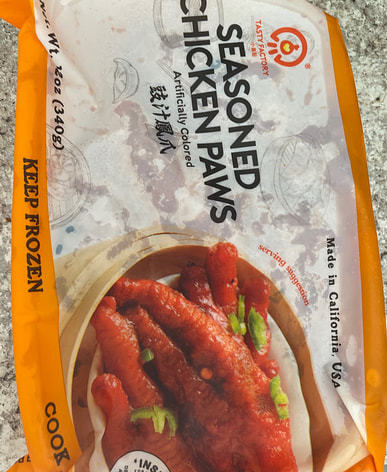 TASTY FACTORY
SEASONED
CHICKEN PAWS
Artificially Colored
豉汁鳳爪
Net Wt. 12oz (340g)
KEEP FROZEN
COOK
serving suggestion
Made in California, USA